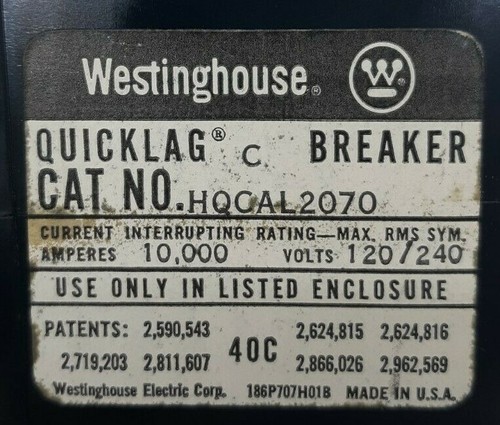 Westinghouse® W
QUICKLAG® C BREAKER
CAT NO. HQCAL2070
CURRENT INTERRUPTING RATING—MAX. RMS SYM.
AMPERES 10,000 VOLTS 120/240
USE ONLY IN LISTED ENCLOSURE
PATENTS: 2,590,543 2,624,815 2,624,816
40C
2,719,203 2,811,607 2,866,026 2,962,569
Westinghouse Electric Corp. 186P707H01B MADE IN U.S.A.